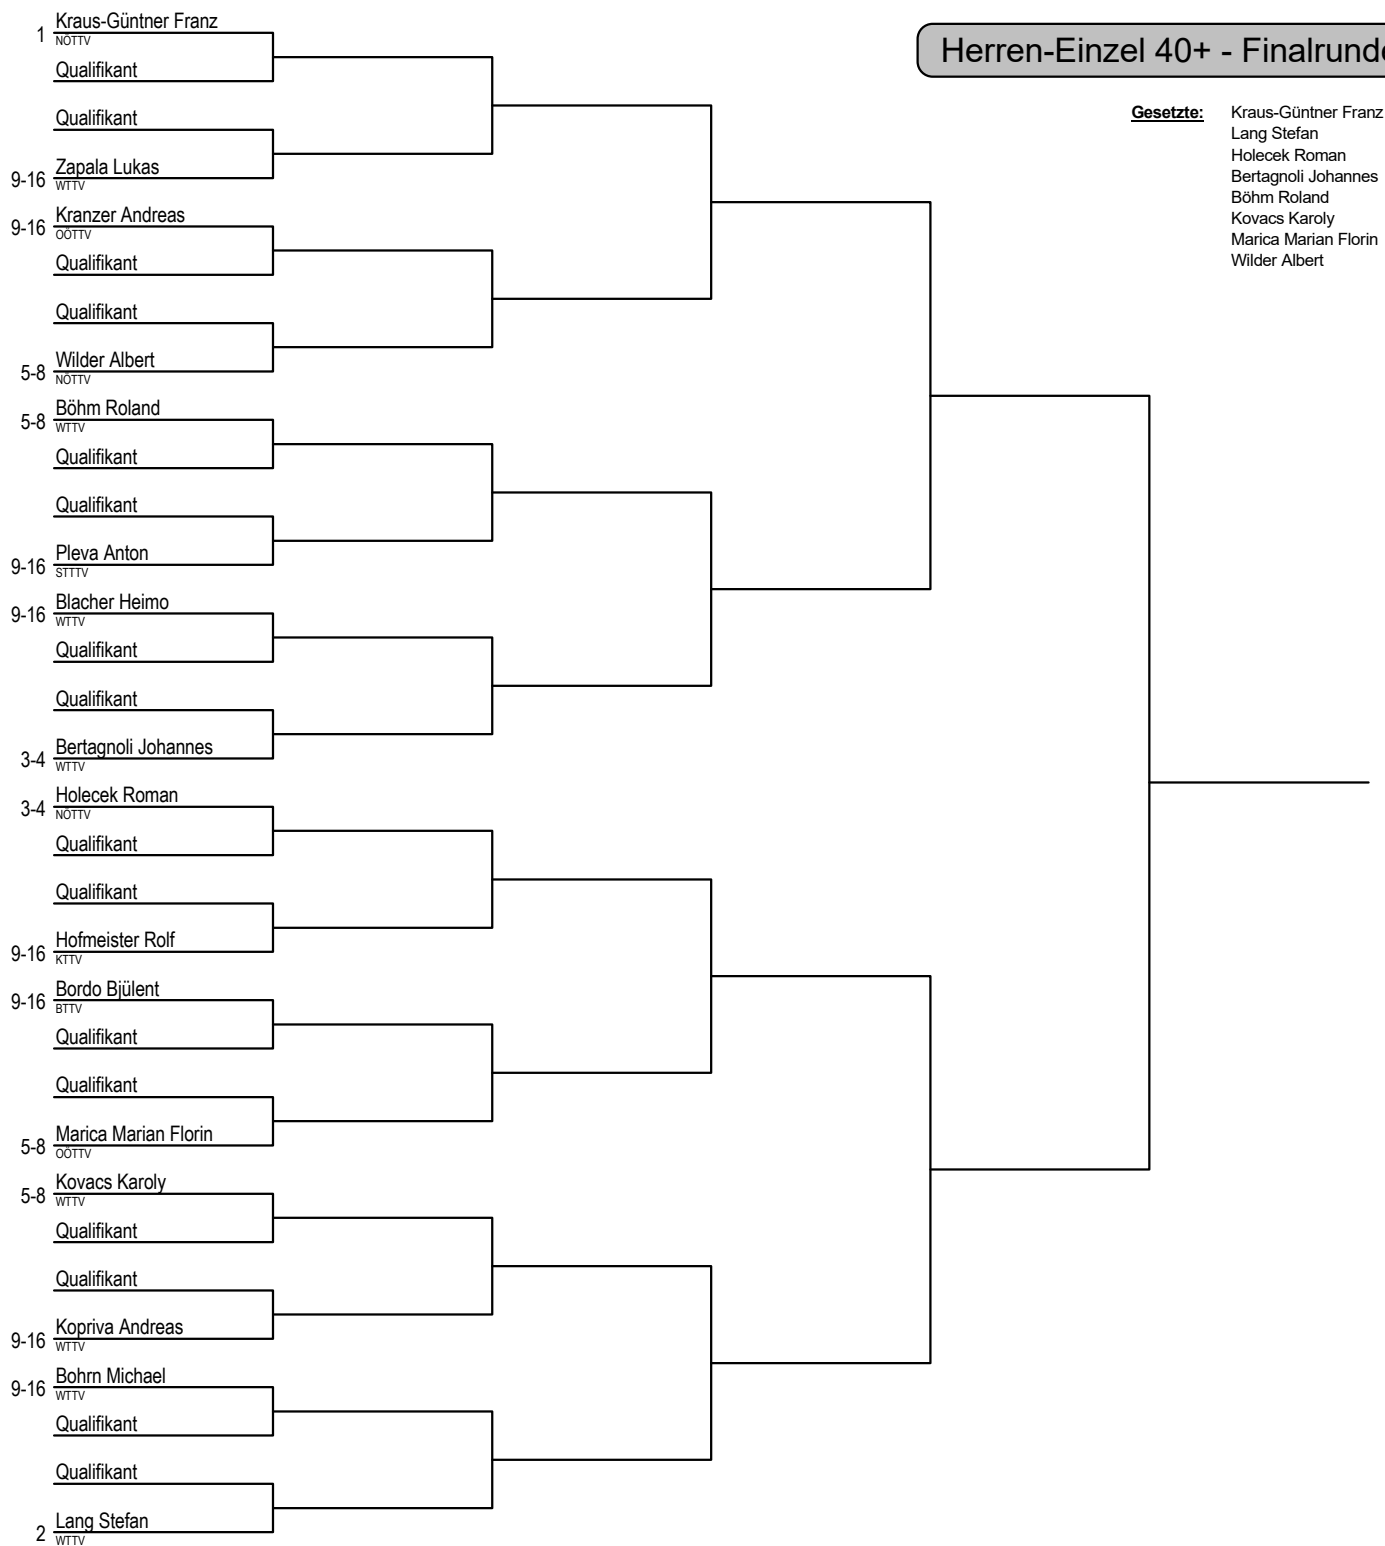 Herren-Einzel 40+ - Finalrunde
Gesetzte: Kraus-Güntner Franz
Lang Stefan
Holecek Roman
Bertagnoli Johannes
Böhm Roland
Kovacs Karoly
Marica Marian Florin
Wilder Albert
1 Kraus-Güntner Franz
NÖTTV
Qualifikant
Qualifikant
9-16 Zapala Lukas
WTTV
9-16 Kranzer Andreas
OÖTTV
Qualifikant
Qualifikant
5-8 Wilder Albert
NÖTTV
5-8 Böhm Roland
WTTV
Qualifikant
Qualifikant
9-16 Pleva Anton
STTTV
9-16 Blacher Heimo
WTTV
Qualifikant
Qualifikant
3-4 Bertagnoli Johannes
WTTV
3-4 Holecek Roman
NÖTTV
Qualifikant
Qualifikant
9-16 Hofmeister Rolf
KTTV
9-16 Bordo Bjülent
BTTV
Qualifikant
Qualifikant
5-8 Marica Marian Florin
OÖTTV
5-8 Kovacs Karoly
WTTV
Qualifikant
Qualifikant
9-16 Kopriva Andreas
WTTV
9-16 Bohrn Michael
WTTV
Qualifikant
Qualifikant
2 Lang Stefan
WTTV